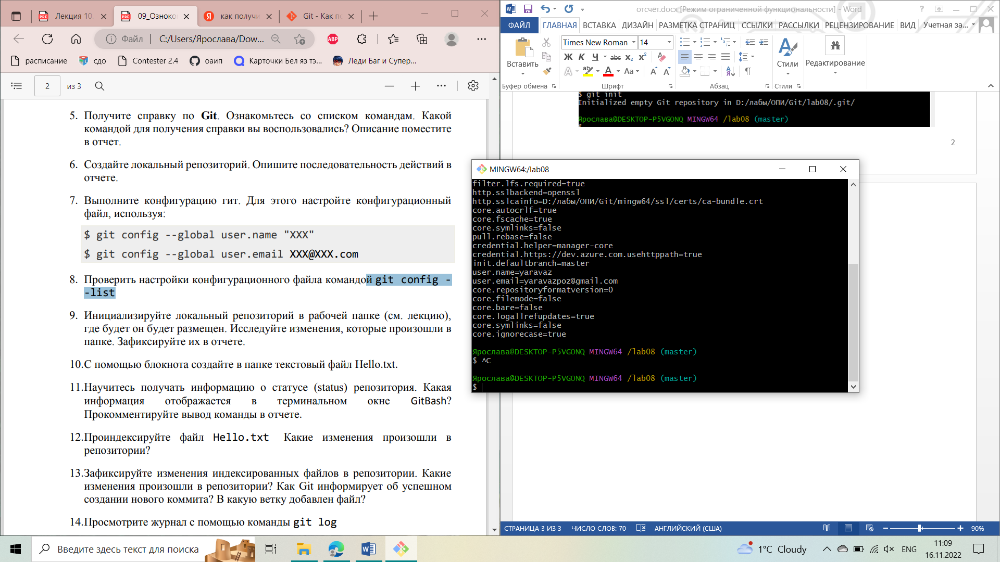 Лекция 10.
09_Озноко
как получи
Git - Как по
Файл
C:/Users/Ярослава/Dow...
ABP
расписание
сдо
Contester 2.4
оаип
Карточки Бел яз тэ...
Леди Баг и Супер...
2
из 3
5. Получите справку по Git. Ознакомьтесь со списком командам. Какой
командой для получения справки вы воспользовались? Описание поместите
в отчет.
6. Создайте локальный репозиторий. Опишите последовательность действий в
отчете.
7. Выполните конфигурацию гит. Для этого настройте конфигурационный
файл, используя:
$ git config --global user.name "XXX"
$ git config --global user.email XXX@XXX.com
8. Проверить настройки конфигурационного файла командой git config -
-list
9. Инициализируйте локальный репозиторий в рабочей папке (см. лекцию),
где будет он будет размещен. Исследуйте изменения, которые произошли в
папке. Зафиксируйте их в отчете.
10.С помощью блокнота создайте в папке текстовый файл Hello.txt.
11.Научитесь получать информацию о статусе (status) репозитория. Какая
информация отображается в терминальном окне GitBash?
Прокомментируйте вывод команды в отчете.
12.Проиндексируйте файл Hello.txt Какие изменения произошли в
репозитории?
13.Зафиксируйте изменения индексированных файлов в репозитории. Какие
изменения произошли в репозитории? Как Git информирует об успешном
создании нового коммита? В какую ветку добавлен файл?
14.Просмотрите журнал с помощью команды git log
отсчёт.docx [Режим ограниченной функциональности] - Word
ФАЙЛ ГЛАВНАЯ ВСТАВКА ДИЗАЙН РАЗМЕТКА СТРАНИЦ ССЫЛКИ РАССЫЛКИ РЕЦЕНЗИРОВАНИЕ ВИД Учетная за...
Times New Roman 14
Вставить
Ж К Ч abc x₂ x²
Aa
Стили
Редактирование
Буфер обмена
Шрифт
Абзац
Стили
$ git init
Initialized empty Git repository in D:/лабы/ОПИ/Git/lab08/.git/
Ярослава@DESKTOP-P5VGONQ MINGW64 /lab08 (master)
2
MINGW64:/lab08
filter.lfs.required=true
http.sslbackend=openssl
http.sslcainfo=D:/лабы/ОПИ/Git/mingw64/ssl/certs/ca-bundle.crt
core.autocrlf=true
core.fscache=true
core.symlinks=false
pull.rebase=false
credential.helper=manager-core
credential.https://dev.azure.com.usehttppath=true
init.defaultbranch=master
user.name=yaravaz
user.email=yaravazpoz@gmail.com
core.repositoryformatversion=0
core.filemode=false
core.bare=false
core.logallrefupdates=true
core.symlinks=false
core.ignorecase=true
Ярослава@DESKTOP-P5VGONQ MINGW64 /lab08 (master)
$ ^C
Ярослава@DESKTOP-P5VGONQ MINGW64 /lab08 (master)
$
СТРАНИЦА 3 ИЗ 3 ЧИСЛО СЛОВ: 70 АНГЛИЙСКИЙ (США) 90%
Введите здесь текст для поиска
1°C Cloudy
ENG
11:09
16.11.2022